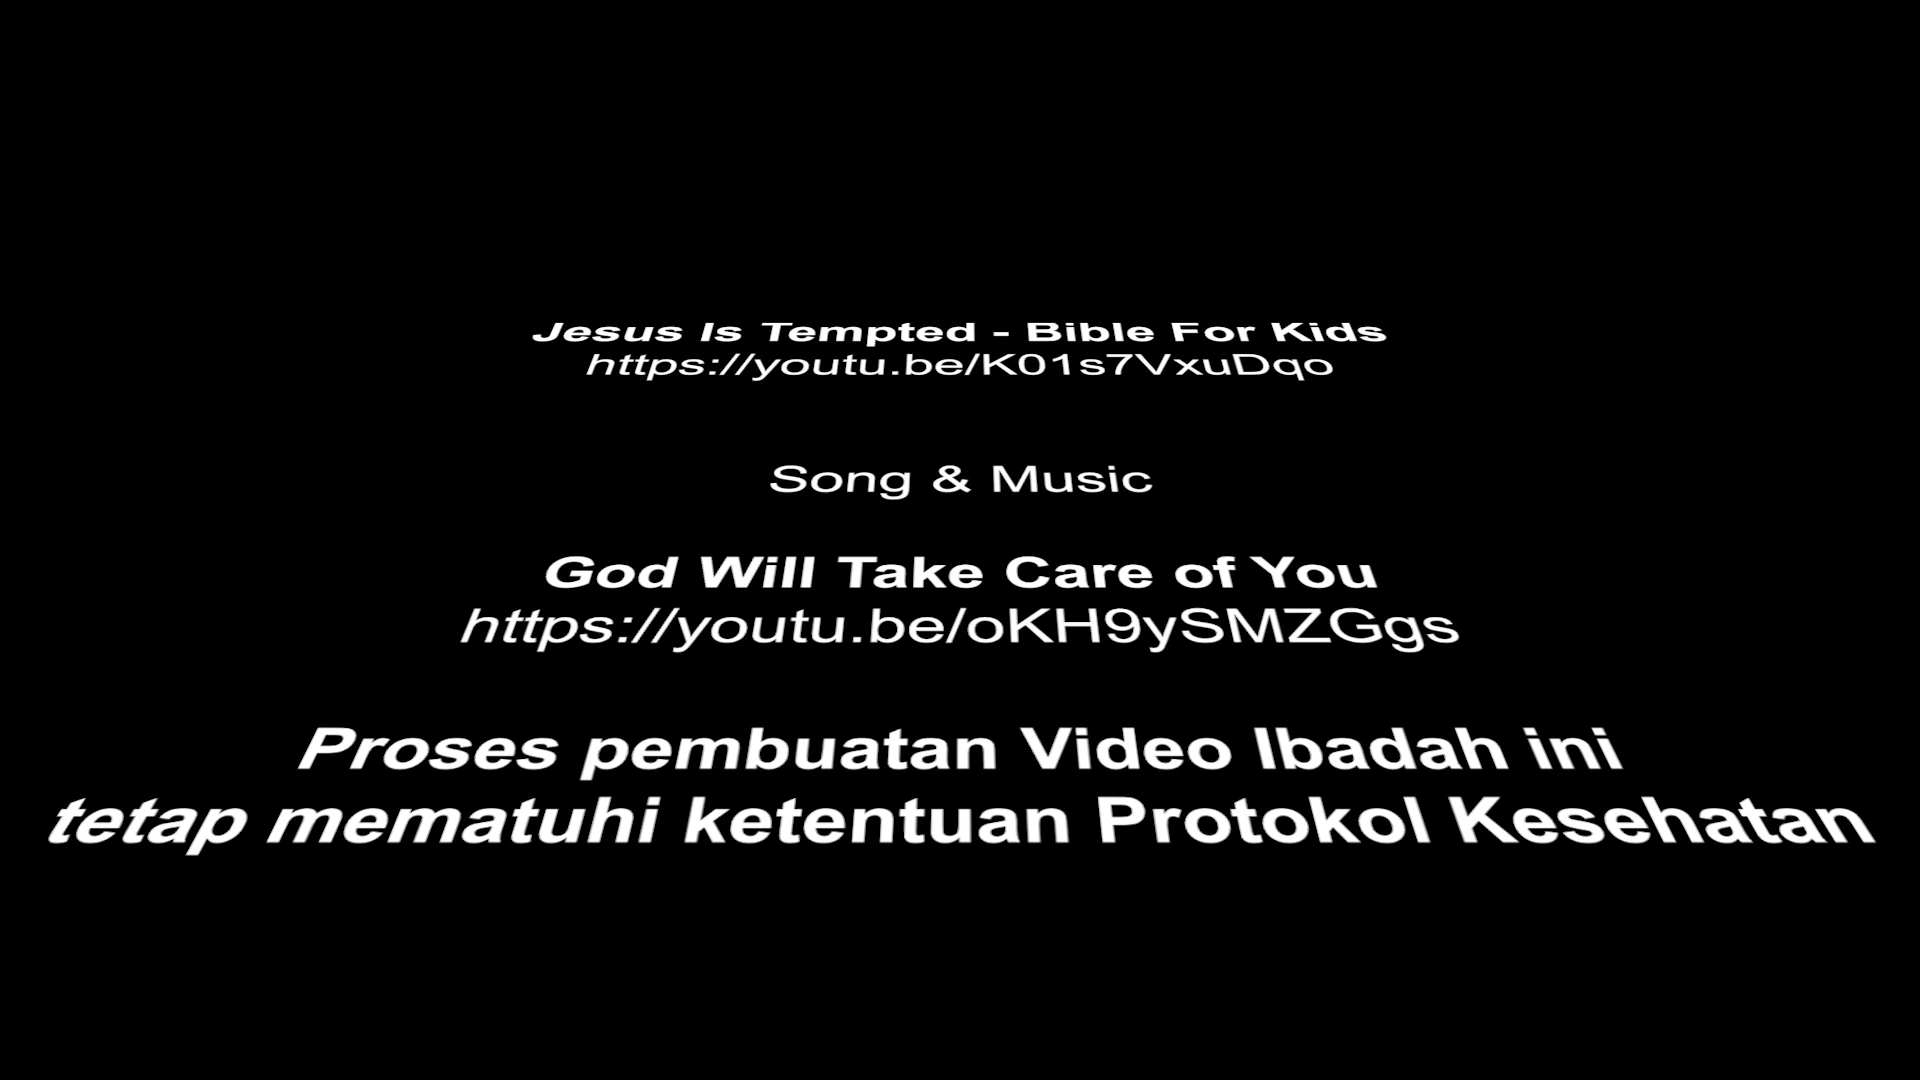 Jesus Is Tempted - Bible For Kids
https://youtu.be/K01s7VxuDqo
Song & Music
God Will Take Care of You
https://youtu.be/oKH9ySMZGgs
Proses pembuatan Video Ibadah ini
tetap mematuhi ketentuan Protokol Kesehatan